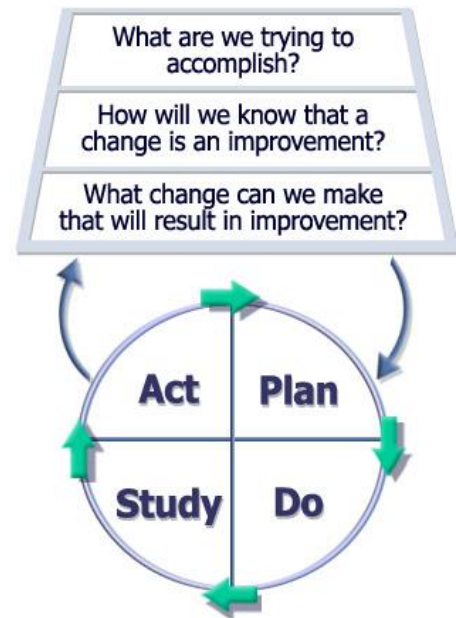 What are we trying to
accomplish?
How will we know that a
change is an improvement?
What change can we make
that will result in improvement?
Act
Plan
Study
Do